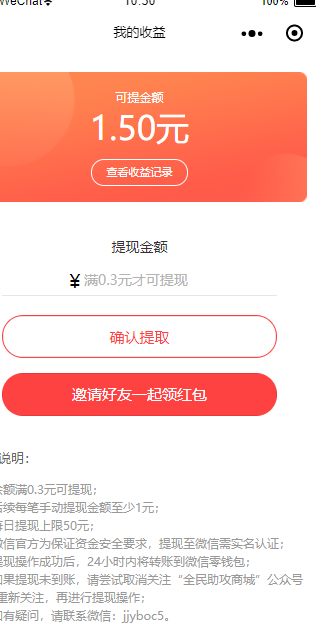 WeChat
10:50
100%
我的收益
可提金额
1.50元
查看收益记录
提现金额
¥ 满0.3元才可提现
确认提取
邀请好友一起领红包
说明：
余额满0.3元可提现；
后续每笔手动提现金额至少1元；
每日提现上限50元；
微信官方为保证资金安全要求，提现至微信需实名认证；
提现操作成功后，24小时内将转账到微信零钱包；
如果提现未到账，请尝试取消关注“全民助攻商城”公众号
重新关注，再进行提现操作；
如有疑问，请联系微信：jjyboc5。